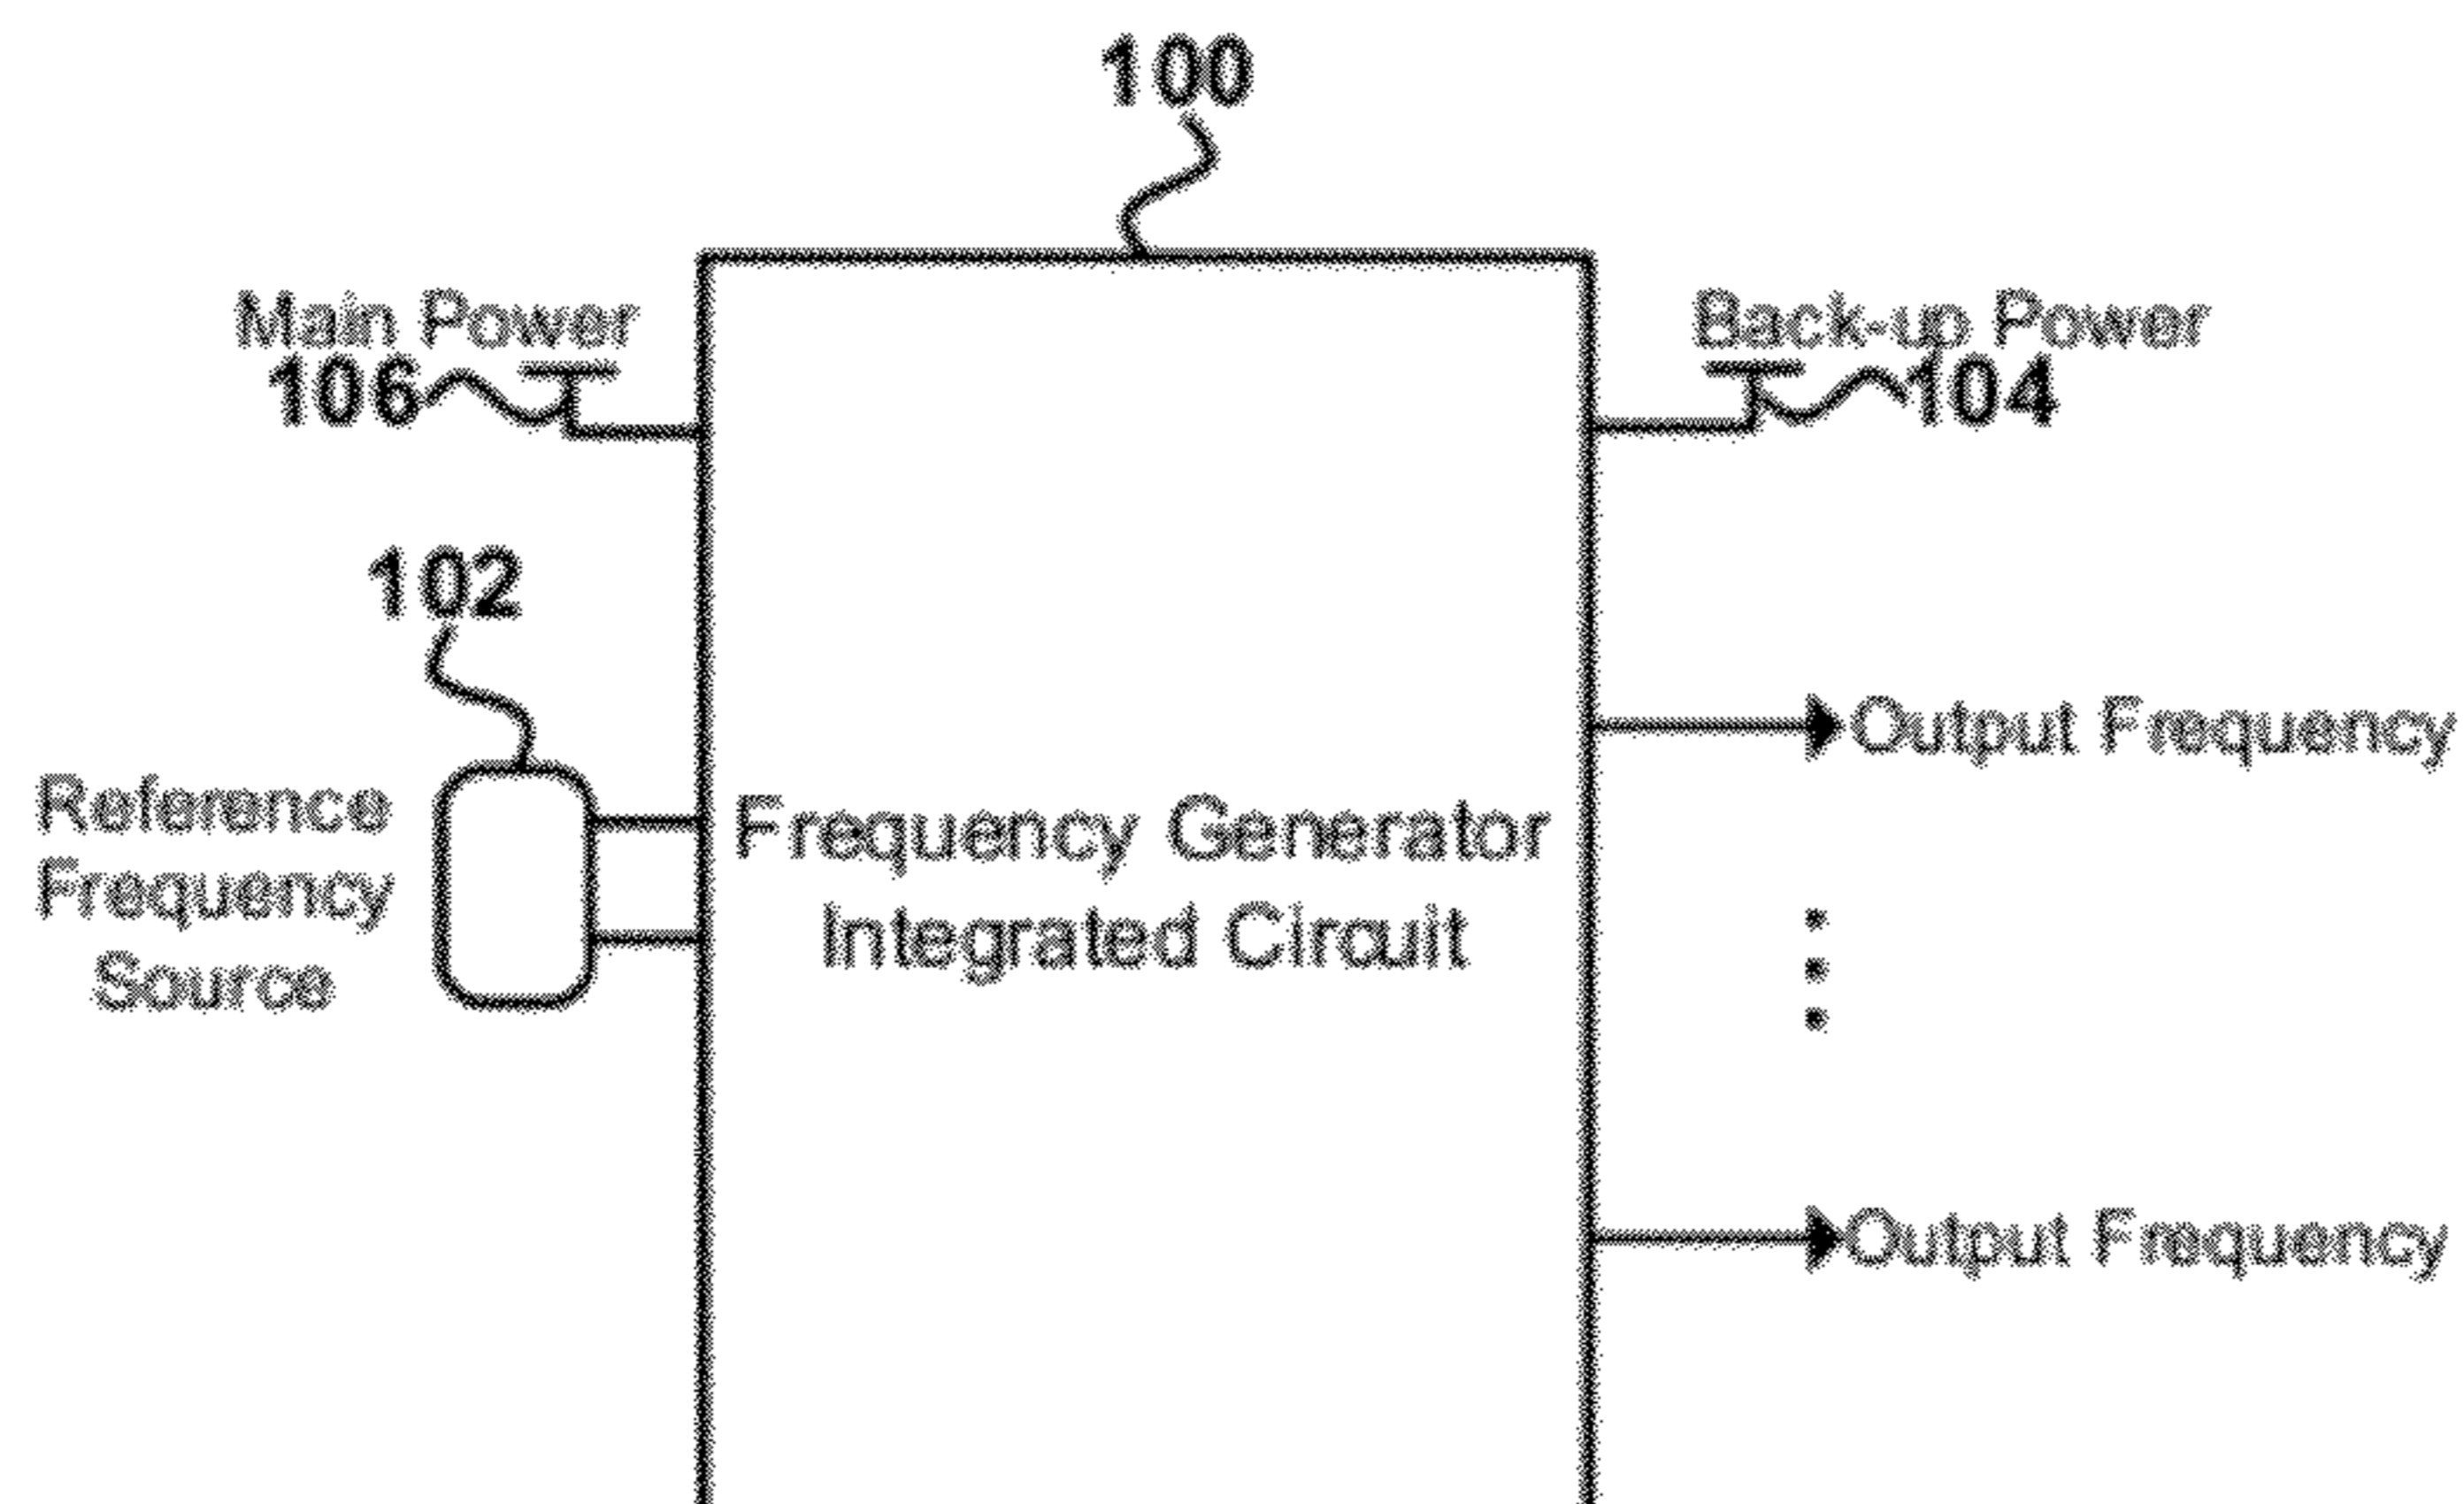 100
Main Power
106
Back-up Power
104
102
Output Frequency
Reference
Frequency
Source
Frequency Generator
Integrated Circuit
Output Frequency